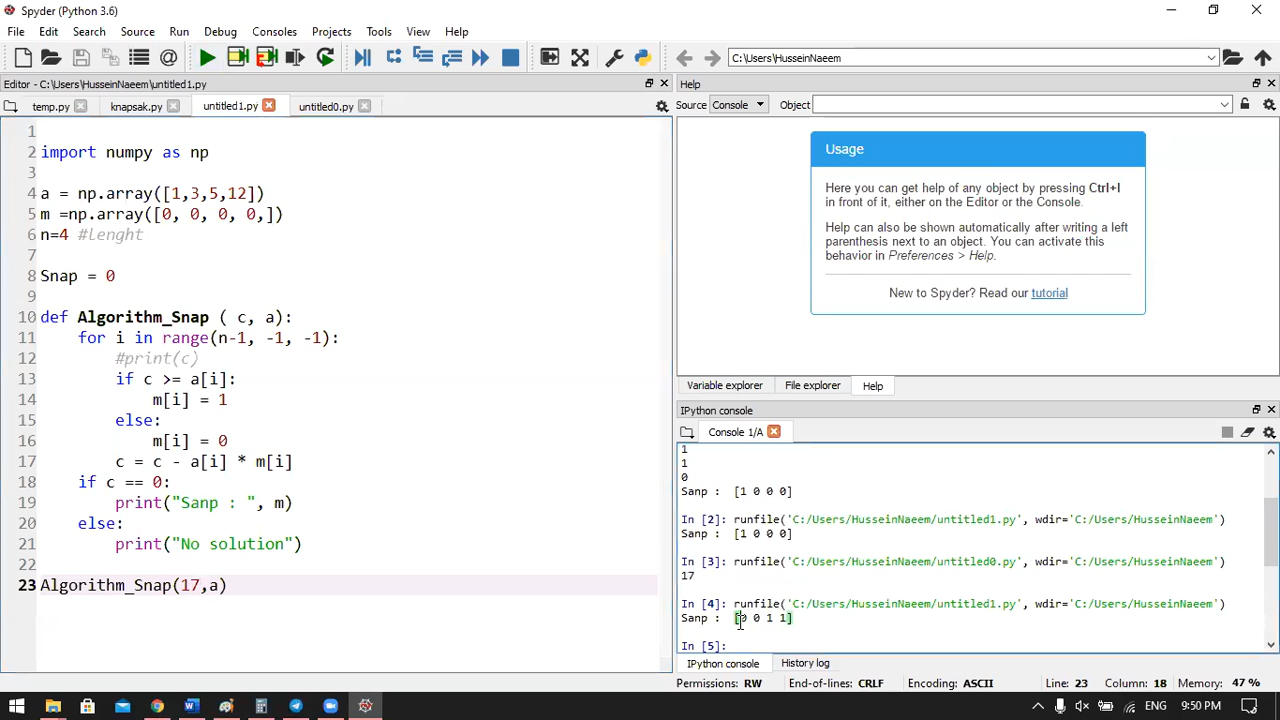 Spyder (Python 3.6)
File Edit Search Source Run Debug Consoles Projects Tools View Help
C:\Users\HusseinNaeem
Editor - C:\Users\HusseinNaeem\untitled1.py
temp.py knapsak.py untitled1.py untitled0.py
1
2 import numpy as np
3
4 a = np.array([1,3,5,12])
5 m =np.array([0, 0, 0, 0,])
6 n=4 #lenght
7
8 Snap = 0
9
10 def Algorithm_Snap ( c, a):
11 for i in range(n-1, -1, -1):
12 #print(c)
13 if c >= a[i]:
14 m[i] = 1
15 else:
16 m[i] = 0
17 c = c - a[i] * m[i]
18 if c == 0:
19 print("Sanp : ", m)
20 else:
21 print("No solution")
22
23 Algorithm_Snap(17,a)
Help
Source Console Object
Usage
Here you can get help of any object by pressing Ctrl+I
in front of it, either on the Editor or the Console.
Help can also be shown automatically after writing a left
parenthesis next to an object. You can activate this
behavior in Preferences > Help.
New to Spyder? Read our tutorial
Variable explorer File explorer Help
IPython console
Console 1/A
1
1
0
Sanp : [1 0 0 0]
In [2]: runfile('C:/Users/HusseinNaeem/untitled1.py', wdir='C:/Users/HusseinNaeem')
Sanp : [1 0 0 0]
In [3]: runfile('C:/Users/HusseinNaeem/untitled0.py', wdir='C:/Users/HusseinNaeem')
17
In [4]: runfile('C:/Users/HusseinNaeem/untitled1.py', wdir='C:/Users/HusseinNaeem')
Sanp : [0 0 1 1]
In [5]:
IPython console History log
Permissions: RW End-of-lines: CRLF Encoding: ASCII Line: 23 Column: 18 Memory: 47 %
ENG 9:50 PM